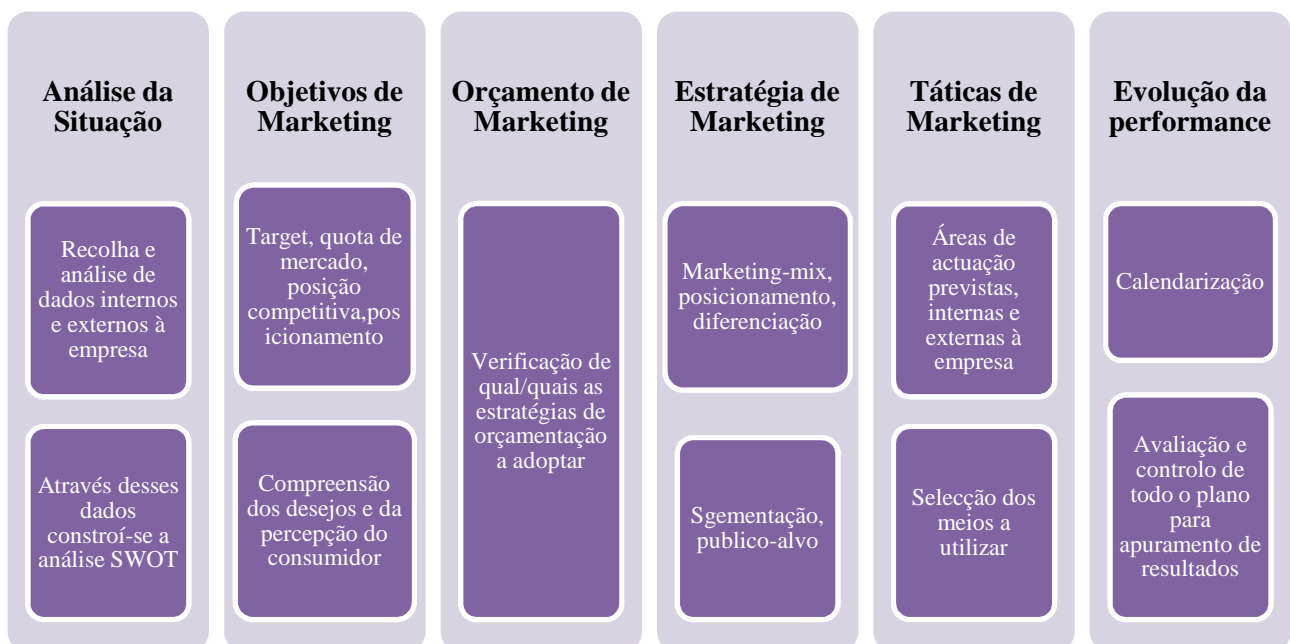 Análise da
Situação
Recolha e
análise de
dados internos
e externos à
empresa
Através desses
dados
constroí-se a
análise SWOT
Objetivos de
Marketing
Target, quota de
mercado,
posição
competitiva,pos
icionamento
Compreensão
dos desejos e da
percepção do
consumidor
Orçamento de
Marketing
Verificação de
qual/quais as
estratégias de
orçamentação
a adoptar
Estratégia de
Marketing
Marketing-mix,
posicionamento,
diferenciação
Sgementação,
publico-alvo
Táticas de
Marketing
Áreas de
actuação
previstas,
internas e
externas à
empresa
Selecção dos
meios a
utilizar
Evolução da
performance
Calendarização
Avaliação e
controlo de
todo o plano
para
apuramento de
resultados